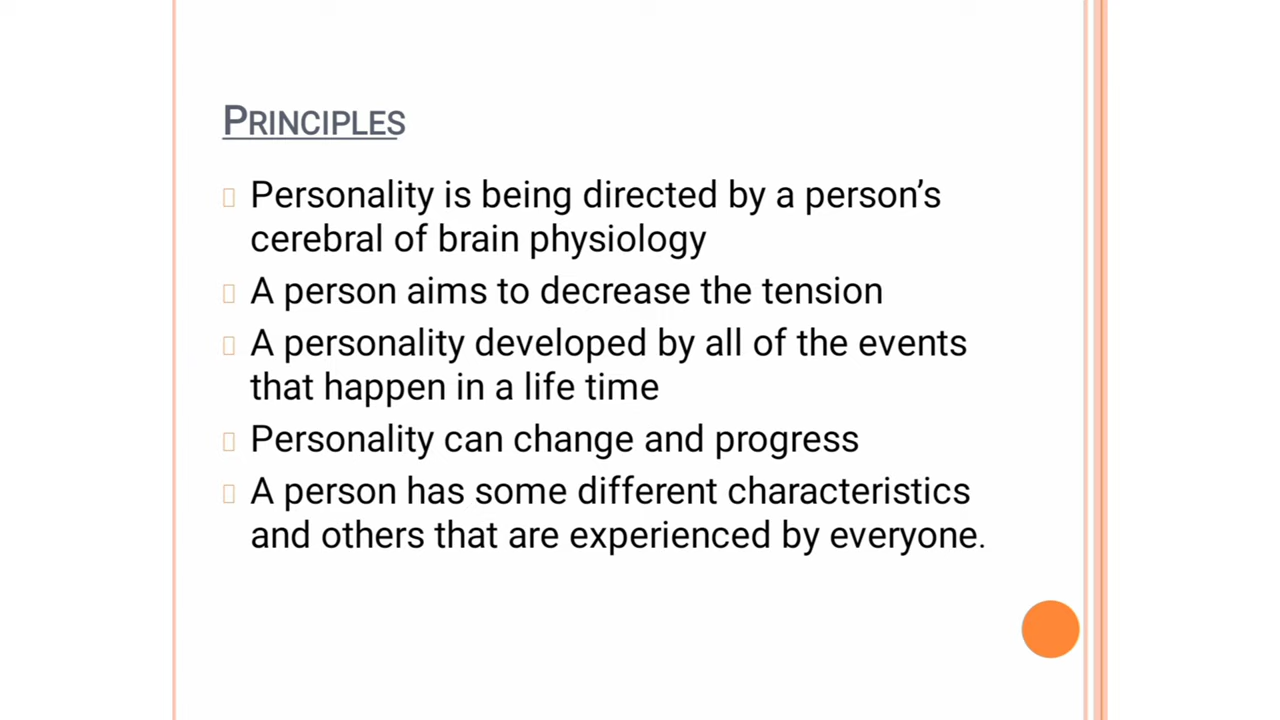 PRINCIPLES
Personality is being directed by a person’s
cerebral of brain physiology
A person aims to decrease the tension
A personality developed by all of the events
that happen in a life time
Personality can change and progress
A person has some different characteristics
and others that are experienced by everyone.